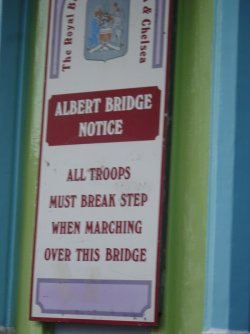 The Royal B
& Chelsea
ALBERT BRIDGE
NOTICE
ALL TROOPS
MUST BREAK STEP
WHEN MARCHING
OVER THIS BRIDGE